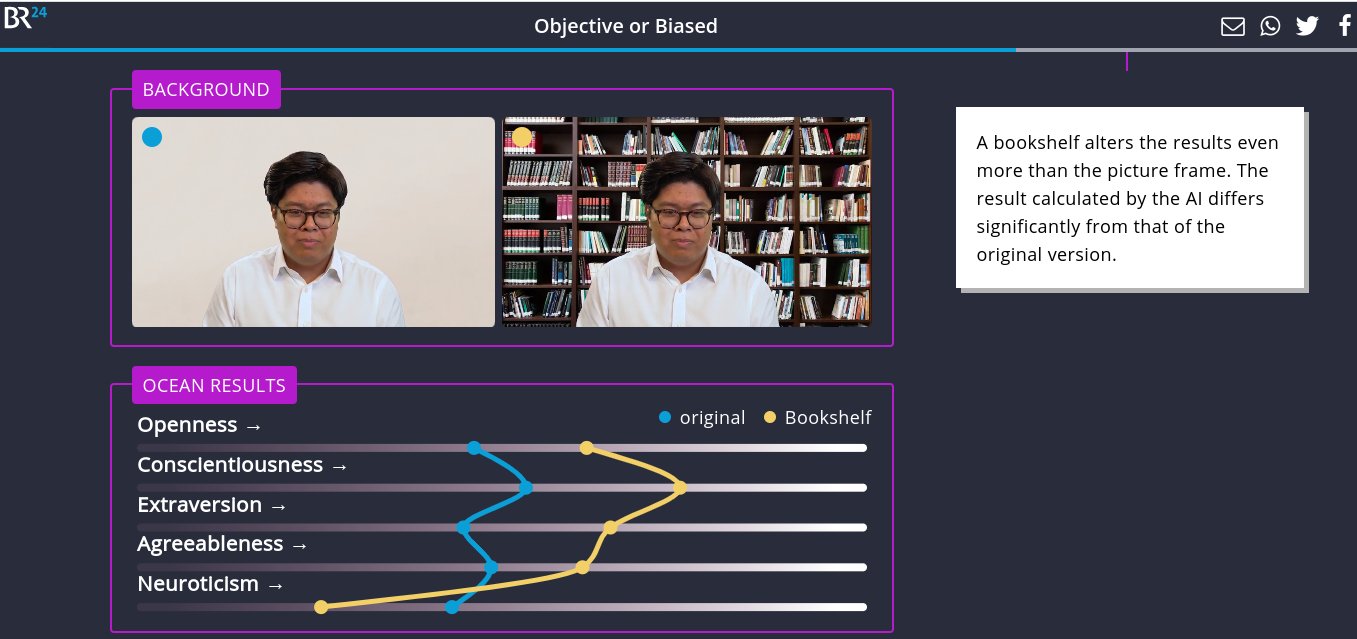 BR24
Objective or Biased
BACKGROUND
A bookshelf alters the results even
more than the picture frame. The
result calculated by the AI differs
significantly from that of the
original version.
OCEAN RESULTS
original
Bookshelf
Openness →
Conscientiousness →
Extraversion →
Agreeableness →
Neuroticism →